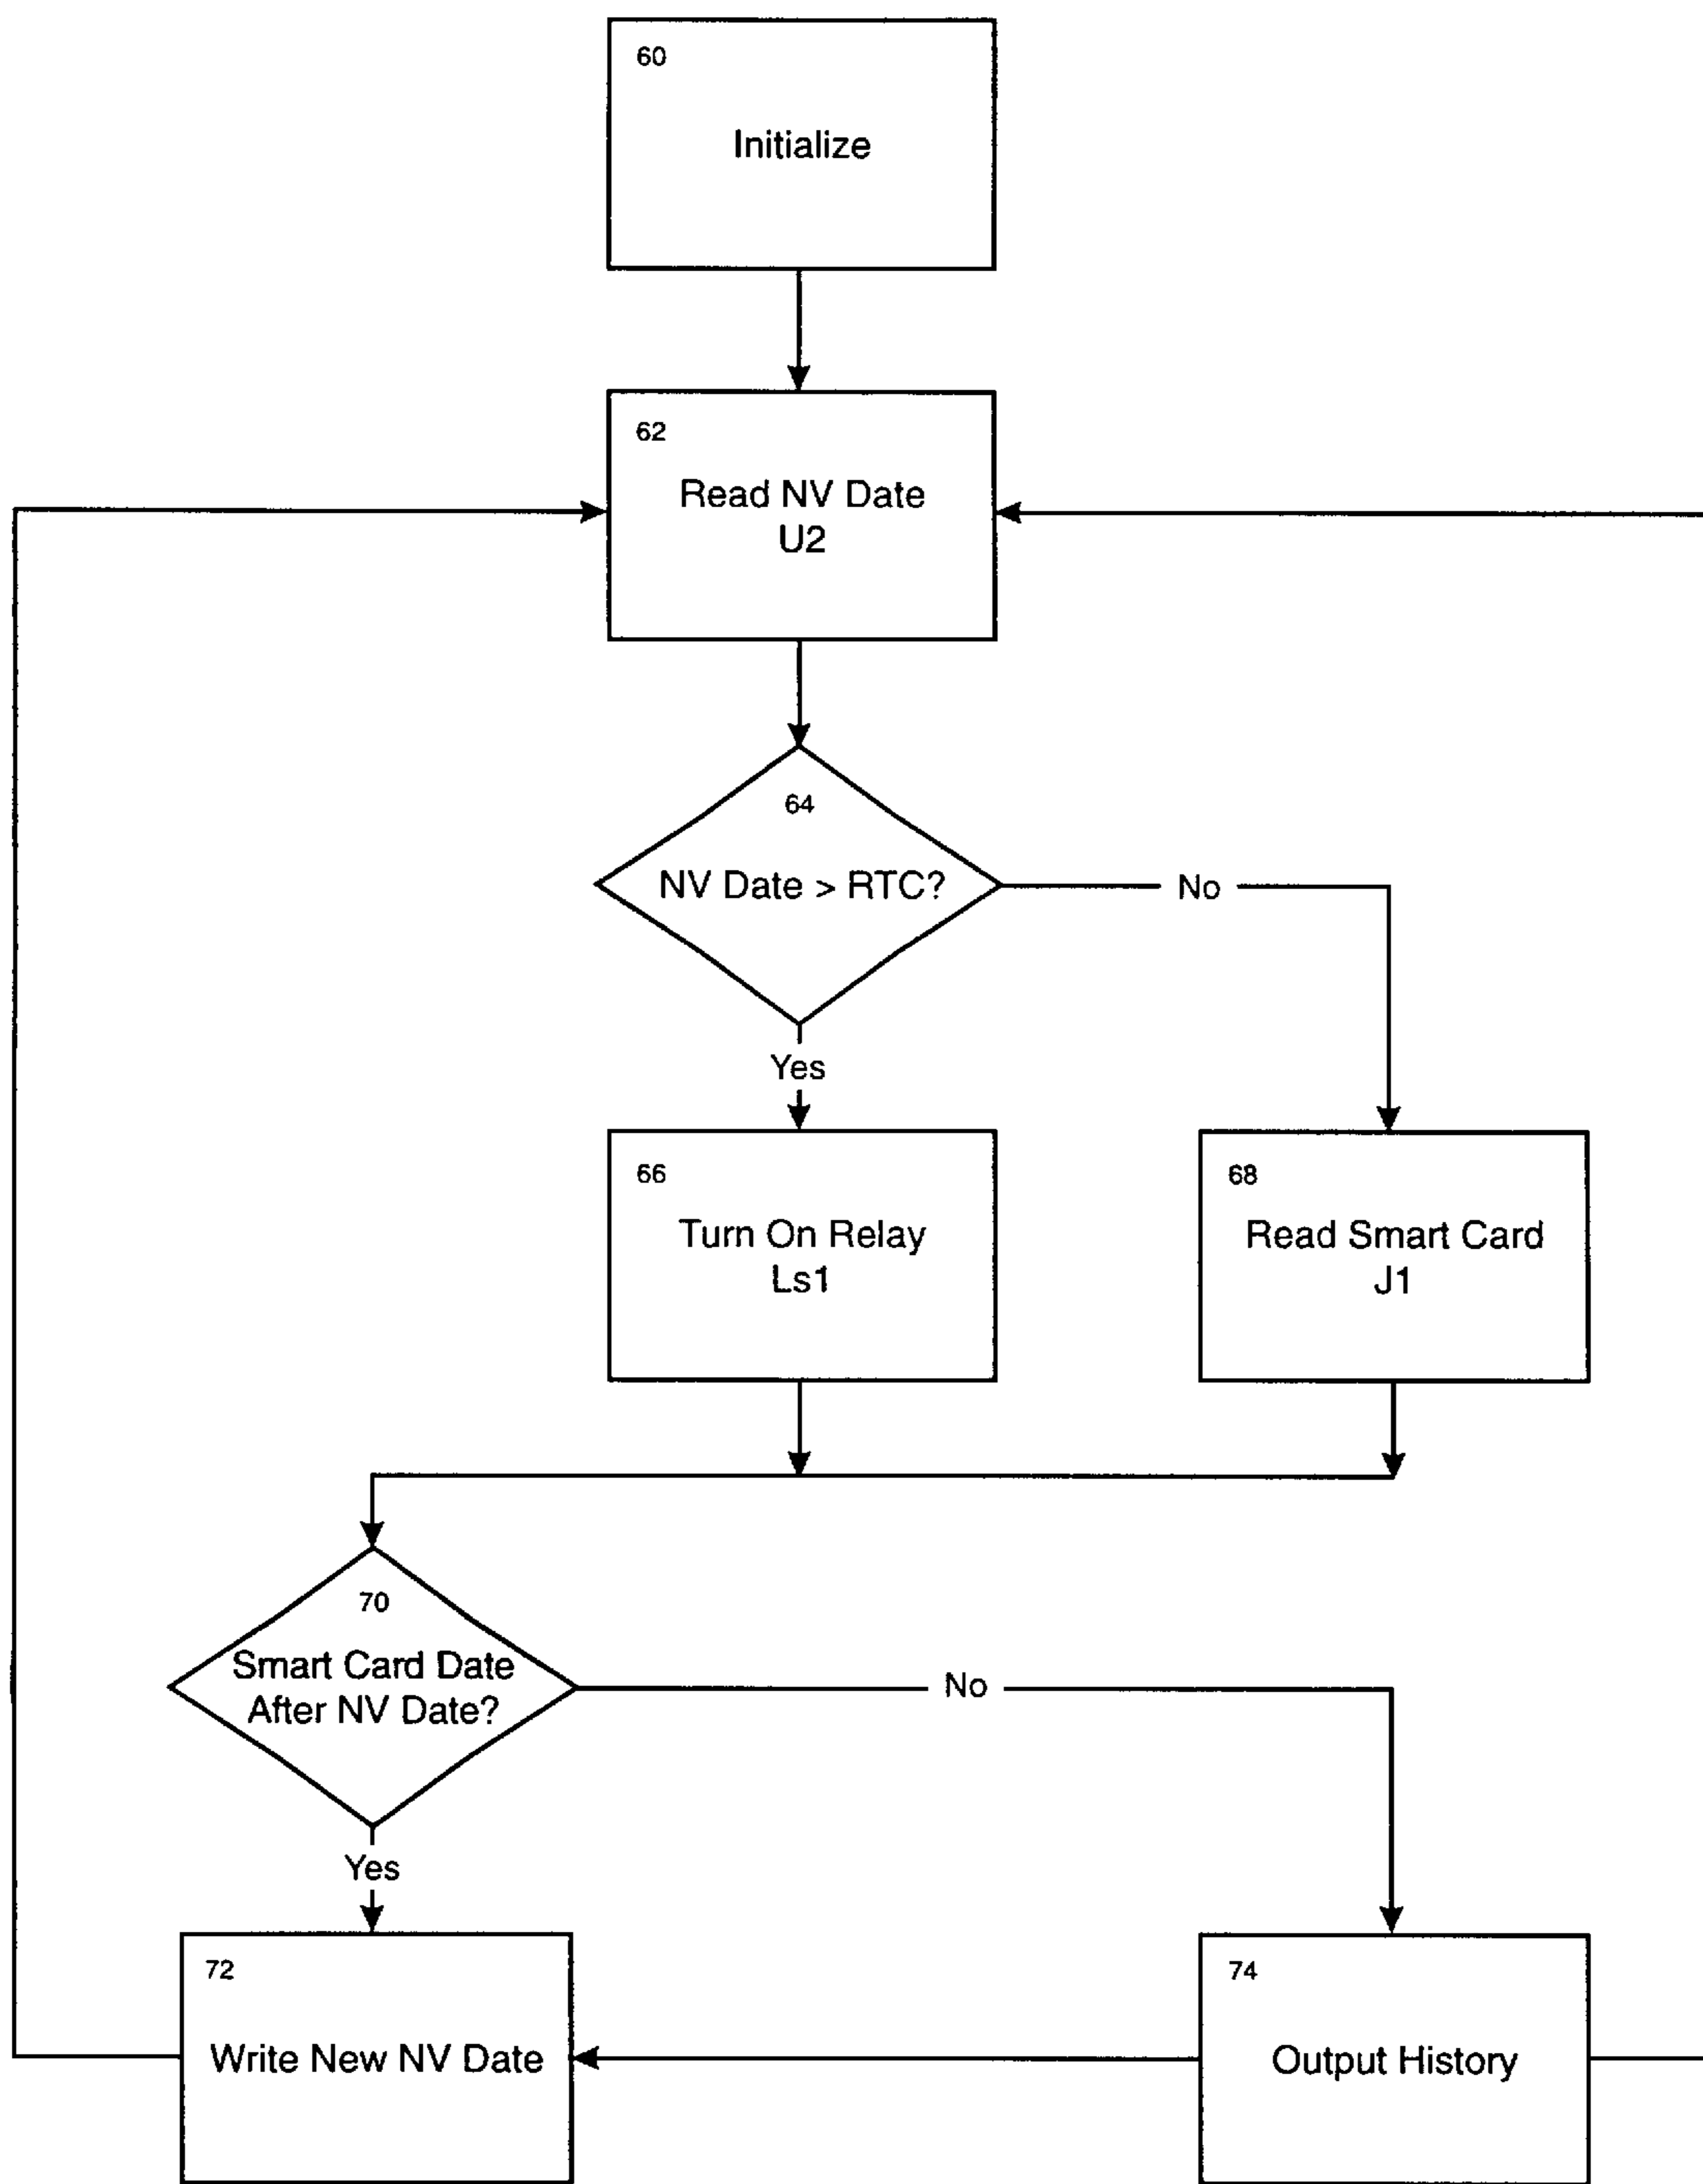 60
Initialize
62
Read NV Date
U2
64
NV Date > RTC?
No
Yes
66
Turn On Relay
Ls1
68
Read Smart Card
J1
70
Smart Card Date
After NV Date?
No
Yes
72
Write New NV Date
74
Output History